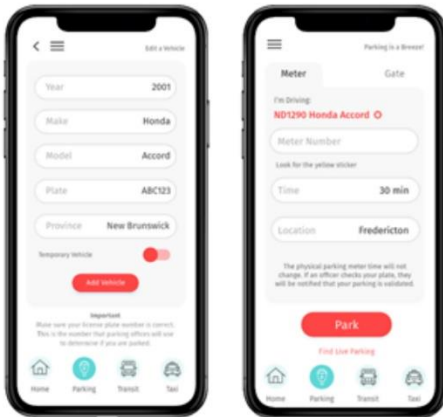 Edit a Vehicle
Year 2001
Make Honda
Model Accord
Plate ABC123
Province New Brunswick
Temporary Vehicle
Add Vehicle
Important
Make sure your license plate number is correct.
This is the number that parking offices will use
to determine if you are parked.
Home Parking Transit Taxi
Parking is a Breeze!
Meter Gate
I'm Driving:
ND1290 Honda Accord
Meter Number
Look for the yellow sticker
Time 30 min
Location Fredericton
The physical parking meter time will not
change. If an officer checks your plate, they
will be notified that your parking is validated.
Park
Find Live Parking
Home Parking Transit Taxi